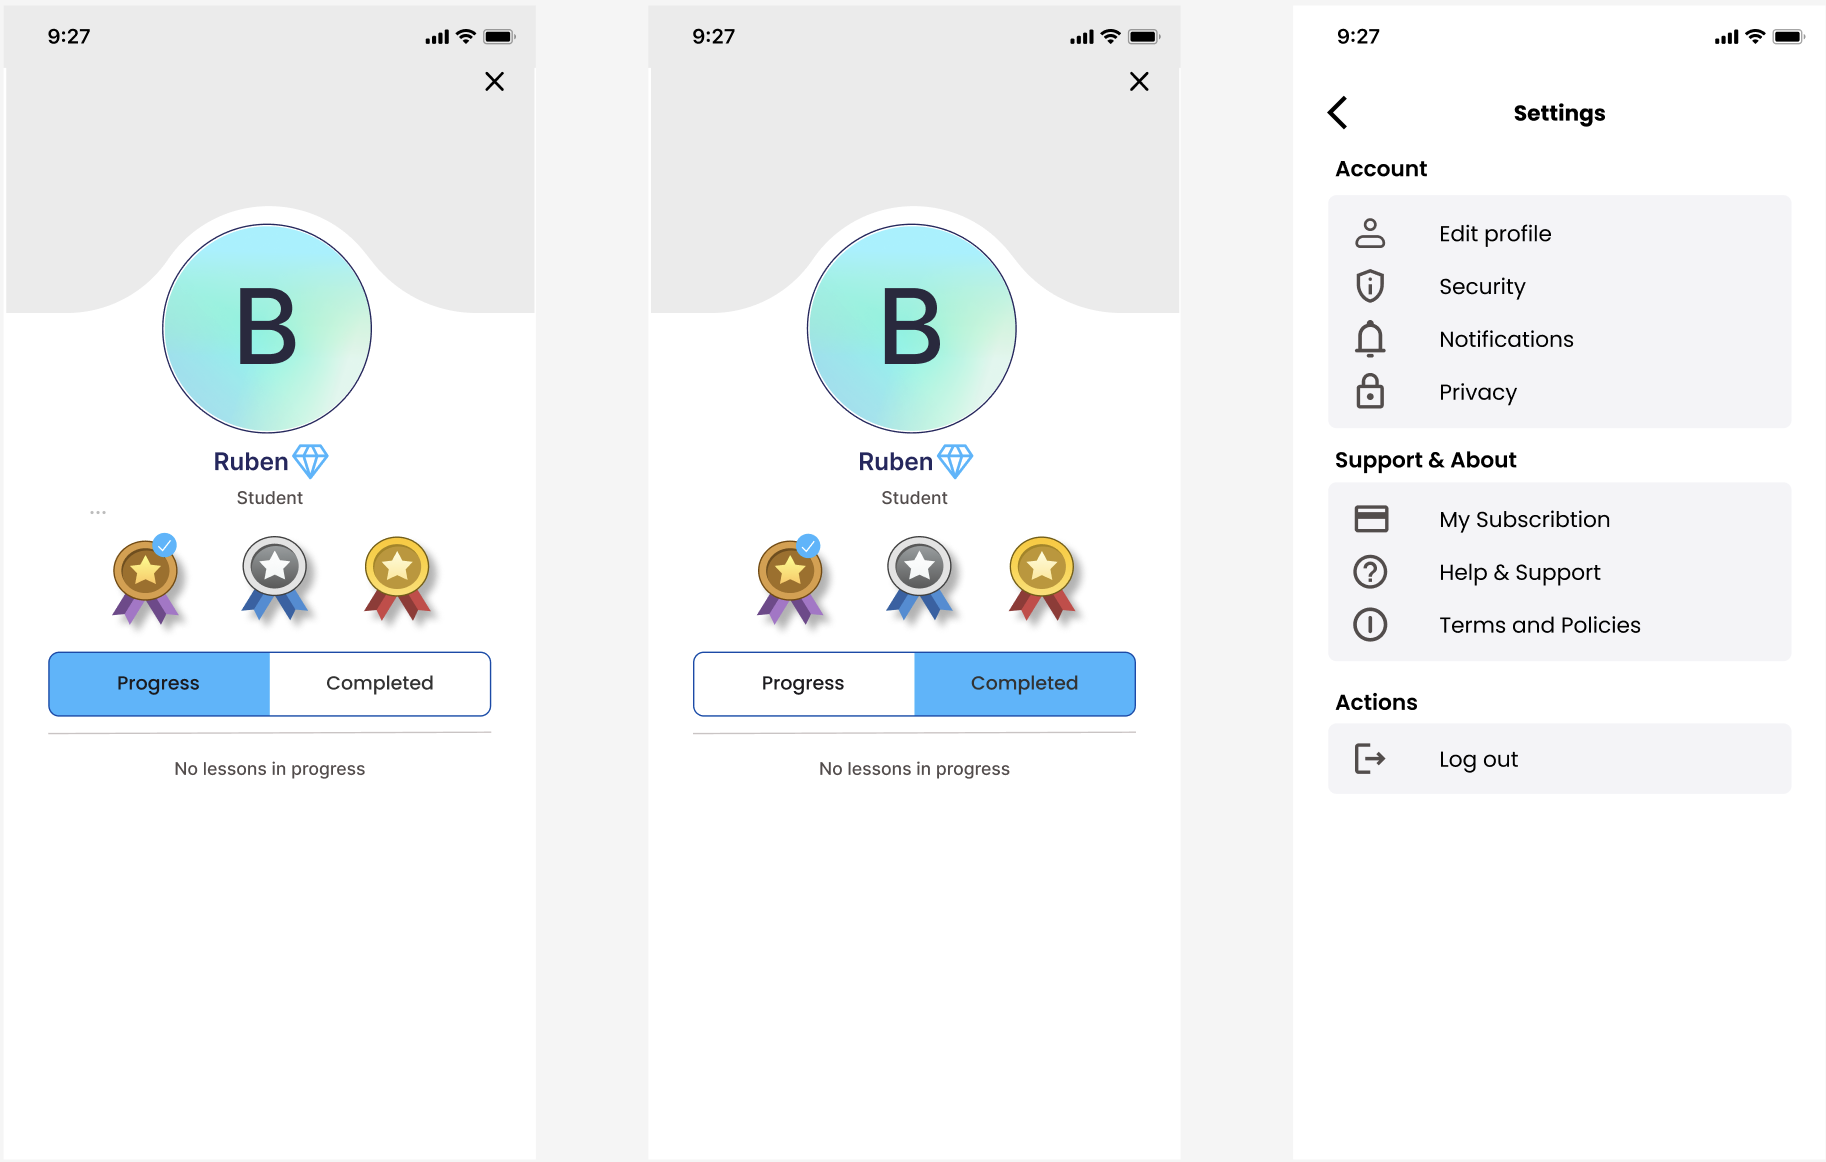 9:27
B
Ruben
Student
...
Progress
Completed
No lessons in progress
9:27
B
Ruben
Student
Progress
Completed
No lessons in progress
9:27
Settings
Account
Edit profile
Security
Notifications
Privacy
Support & About
My Subscribtion
Help & Support
Terms and Policies
Actions
Log out